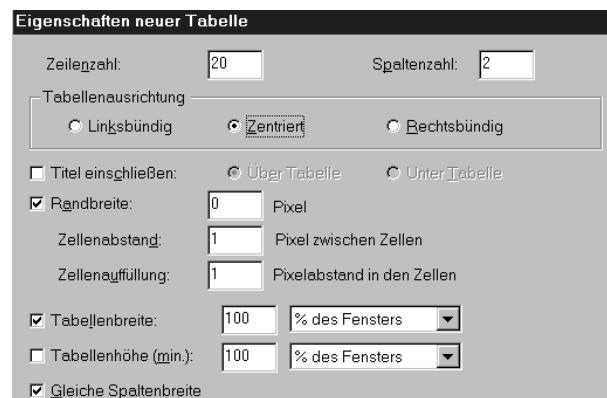 Eigenschaften neuer Tabelle
Zeilenzahl: 20 Spaltenzahl: 2
Tabellenausrichtung
Linksbündig Zentriert Rechtsbündig
Titel einschließen: Über Tabelle Unter Tabelle
Randbreite: 0 Pixel
Zellenabstand: 1 Pixel zwischen Zellen
Zellenauffüllung: 1 Pixelabstand in den Zellen
Tabellenbreite: 100 % des Fensters
Tabellenhöhe (min.): 100 % des Fensters
Gleiche Spaltenbreite